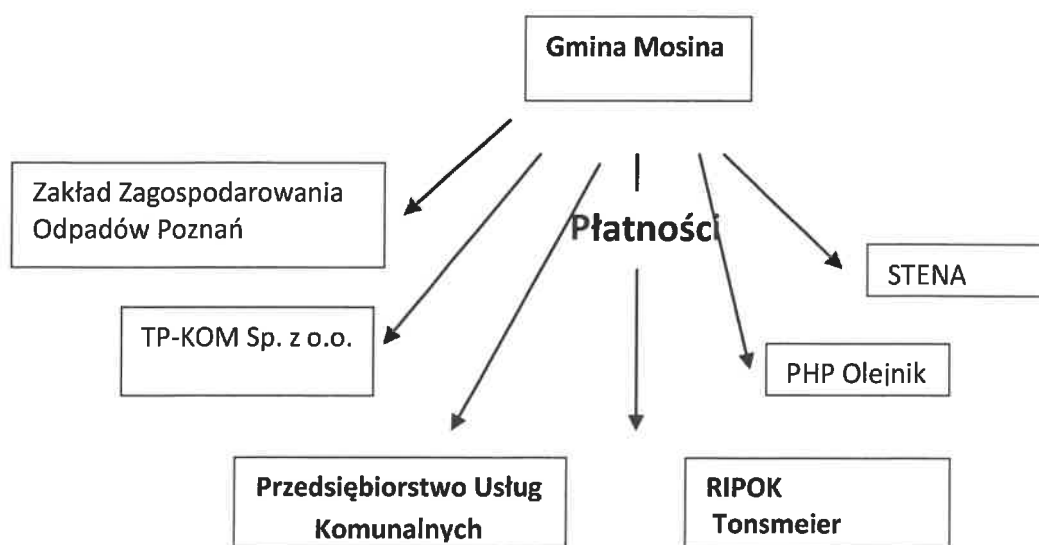 Gmina Mosina
Zakład Zagospodarowania
Odpadów Poznań
Płatności
STENA
TP-KOM Sp. z o.o.
PHP Olejnik
Przedsiębiorstwo Usług
Komunalnych
RIPOK
Tonsmeier